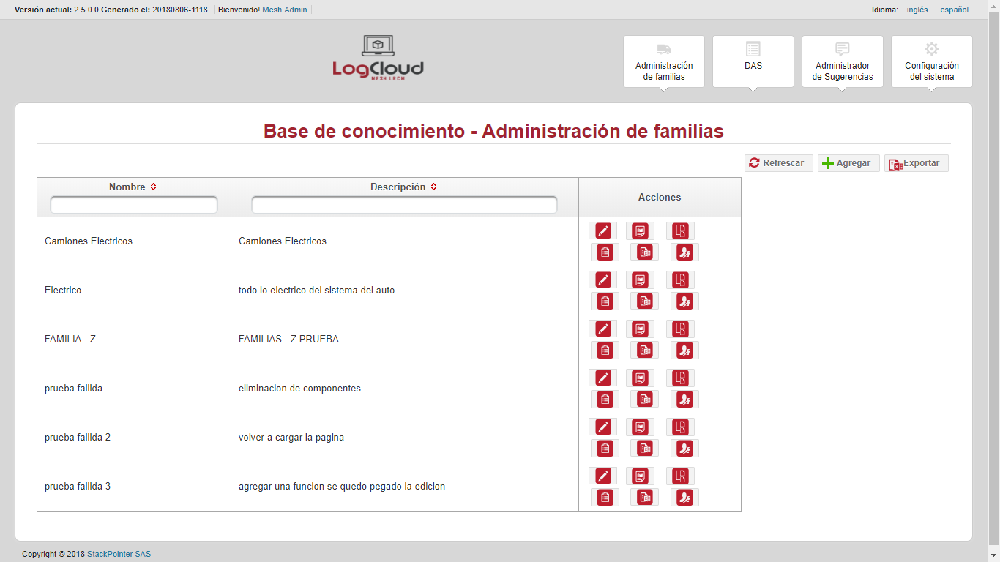 Versión actual: 2.5.0.0 Generado el: 20180806-1118 Bienvenido! Mesh Admin
Idioma: inglés español
LogCloud
MESH LRCM
Administración
de familias
DAS
Administrador
de Sugerencias
Configuración
del sistema
Base de conocimiento - Administración de familias
Refrescar Agregar Exportar
Nombre Descripción Acciones
Camiones Electricos Camiones Electricos
Electrico todo lo electrico del sistema del auto
FAMILIA - Z FAMILIAS - Z PRUEBA
prueba fallida eliminacion de componentes
prueba fallida 2 volver a cargar la pagina
prueba fallida 3 agregar una funcion se quedo pegado la edicion
Copyright © 2018 StackPointer SAS